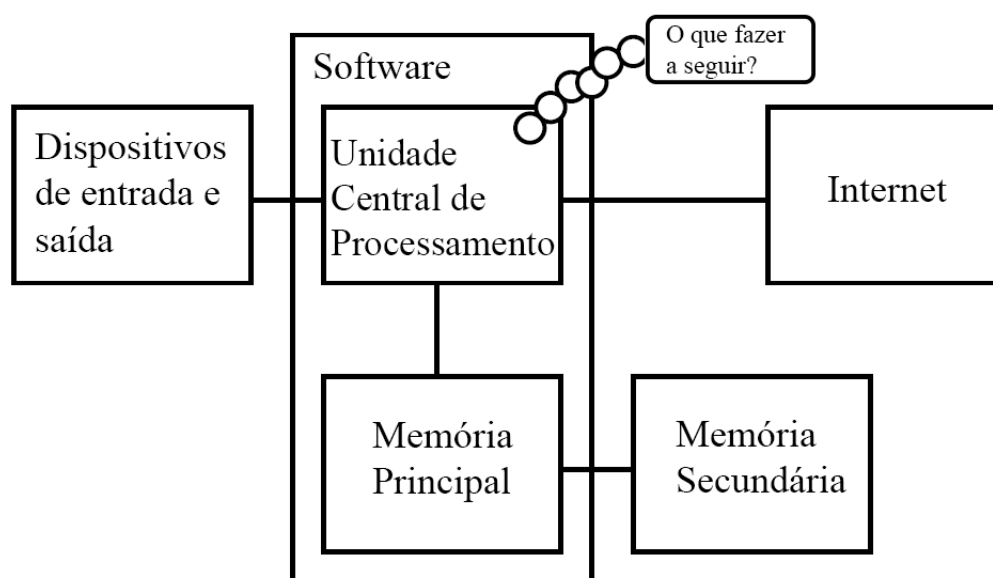 O que fazer
a seguir?
Software
Dispositivos
de entrada e
saída
Unidade
Central de
Processamento
Internet
Memória
Principal
Memória
Secundária